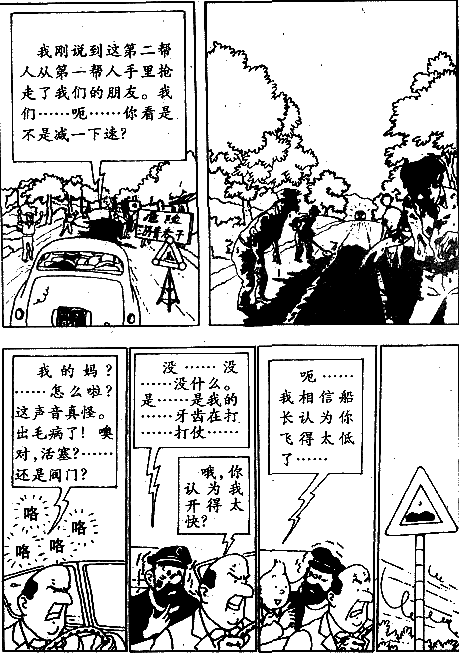 我刚说到这第二帮
人从第一帮人手里抢
走了我们的朋友。我
们……呃……你看是
不是减一下速？
我的妈？
……怎么啦？
这声音真怪。
出毛病了！噢
对，活塞？……
还是阀门？
咯
咯
咯
没……没
……没什么。
是……是我的
……牙齿在打
……打仗……
哦，你
认为我
开得太
快？
呃……
我相信船
长认为你
飞得太低
了……